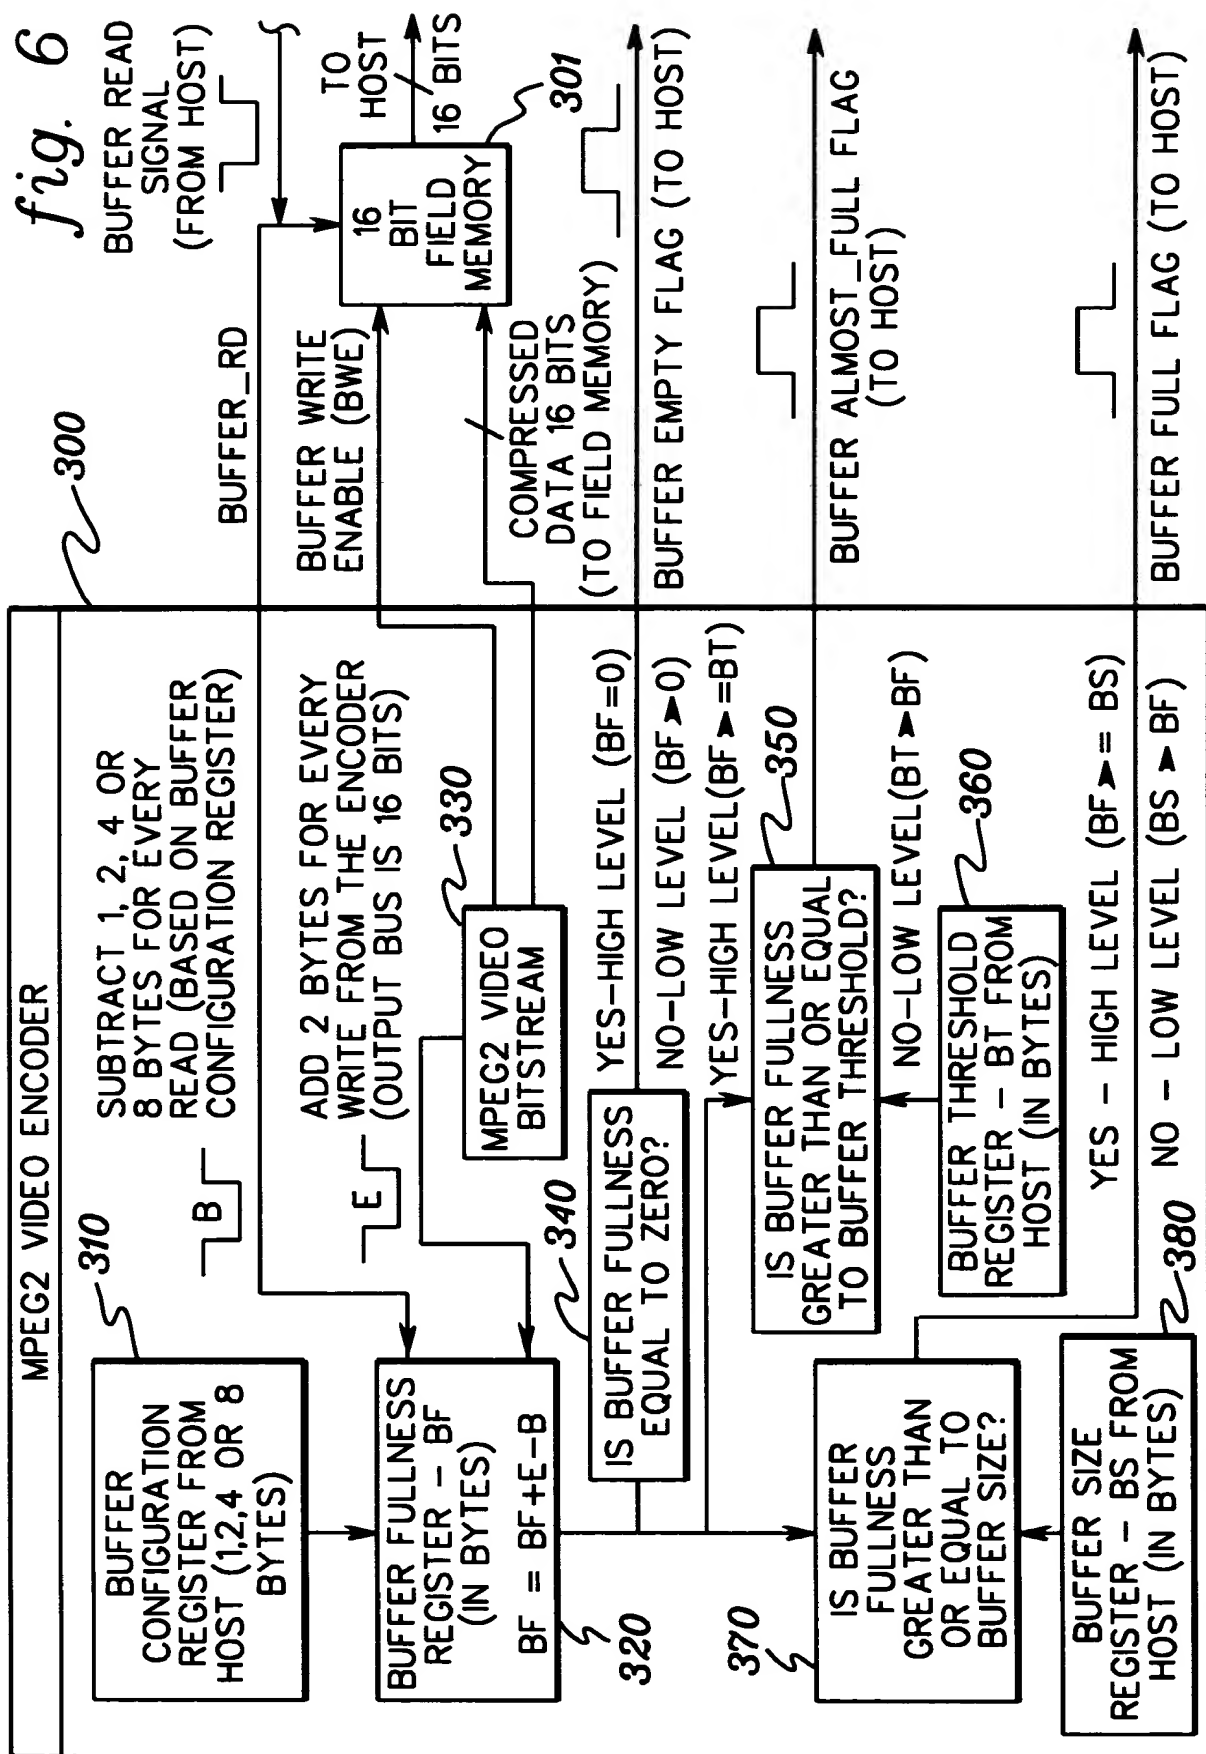 fig. 6
MPEG2 VIDEO ENCODER
300
310
BUFFER
CONFIGURATION
REGISTER FROM
HOST (1,2,4 OR 8
BYTES)
B
SUBTRACT 1, 2, 4 OR
8 BYTES FOR EVERY
READ (BASED ON BUFFER
CONFIGURATION REGISTER)
BUFFER_RD
BUFFER READ
SIGNAL
(FROM HOST)
BUFFER FULLNESS
REGISTER - BF
(IN BYTES)
BF = BF+E-B
320
E
ADD 2 BYTES FOR EVERY
WRITE FROM THE ENCODER
(OUTPUT BUS IS 16 BITS)
330
MPEG2 VIDEO
BITSTREAM
BUFFER WRITE
ENABLE (BWE)
16
BIT
FIELD
MEMORY
301
TO
HOST
16 BITS
COMPRESSED
DATA 16 BITS
(TO FIELD MEMORY)
340
IS BUFFER FULLNESS
EQUAL TO ZERO?
YES-HIGH LEVEL (BF=0)
NO-LOW LEVEL (BF>0)
BUFFER EMPTY FLAG (TO HOST)
YES-HIGH LEVEL(BF>=BT)
350
IS BUFFER FULLNESS
GREATER THAN OR EQUAL
TO BUFFER THRESHOLD?
NO-LOW LEVEL(BT>BF)
BUFFER ALMOST_FULL FLAG
(TO HOST)
360
BUFFER THRESHOLD
REGISTER - BT FROM
HOST (IN BYTES)
370
IS BUFFER
FULLNESS
GREATER THAN
OR EQUAL TO
BUFFER SIZE?
YES - HIGH LEVEL (BF>= BS)
NO - LOW LEVEL (BS > BF)
BUFFER FULL FLAG (TO HOST)
380
BUFFER SIZE
REGISTER - BS FROM
HOST (IN BYTES)